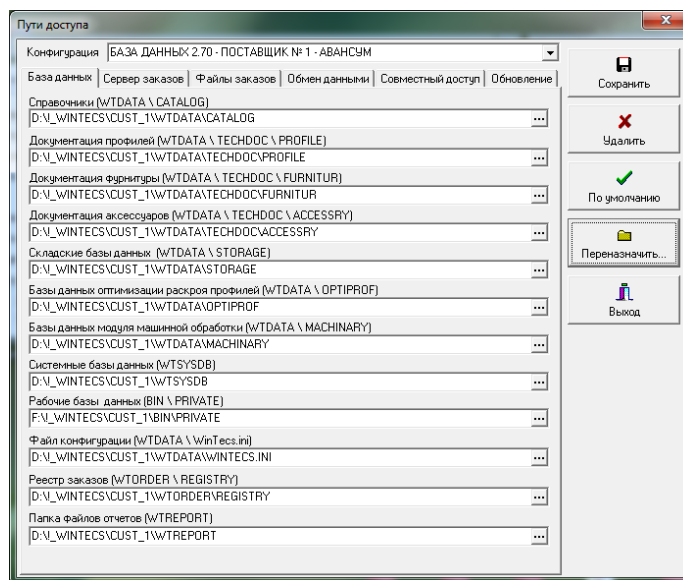 Пути доступа
Конфигурация БАЗА ДАННЫХ 2.70 - ПОСТАВЩИК № 1 - АВАНСУМ
База данных Сервер заказов Файлы заказов Обмен данными Совместный доступ Обновление
Справочники (WTDATA \ CATALOG)
D:\!_WINTECS\CUST_1\WTDATA\CATALOG ...
Документация профилей (WTDATA \ TECHDOC \ PROFILE)
D:\!_WINTECS\CUST_1\WTDATA\TECHDOC\PROFILE ...
Документация фурнитуры (WTDATA \ TECHDOC \ FURNITUR)
D:\!_WINTECS\CUST_1\WTDATA\TECHDOC\FURNITUR ...
Документация аксессуаров (WTDATA \ TECHDOC \ ACCESSRY)
D:\!_WINTECS\CUST_1\WTDATA\TECHDOC\ACCESSRY ...
Складские базы данных (WTDATA \ STORAGE)
D:\!_WINTECS\CUST_1\WTDATA\STORAGE ...
Базы данных оптимизации раскроя профилей (WTDATA \ OPTIPROF)
D:\!_WINTECS\CUST_1\WTDATA\OPTIPROF ...
Базы данных модуля машинной обработки (WTDATA \ MACHINARY)
D:\!_WINTECS\CUST_1\WTDATA\MACHINARY ...
Системные базы данных (WTSYSDB)
D:\!_WINTECS\CUST_1\WTSYSDB ...
Рабочие базы данных (BIN \ PRIVATE)
F:\!_WINTECS\CUST_1\BIN\PRIVATE ...
Файл конфигурации (WTDATA \ WinTecs.ini)
D:\!_WINTECS\CUST_1\WTDATA\WINTECS.INI ...
Реестр заказов (WTORDER \ REGISTRY)
D:\!_WINTECS\CUST_1\WTORDER\REGISTRY ...
Папка файлов отчетов (WTREPORT)
D:\!_WINTECS\CUST_1\WTREPORT ...
Сохранить
Удалить
По умолчанию
Переназначить...
Выход